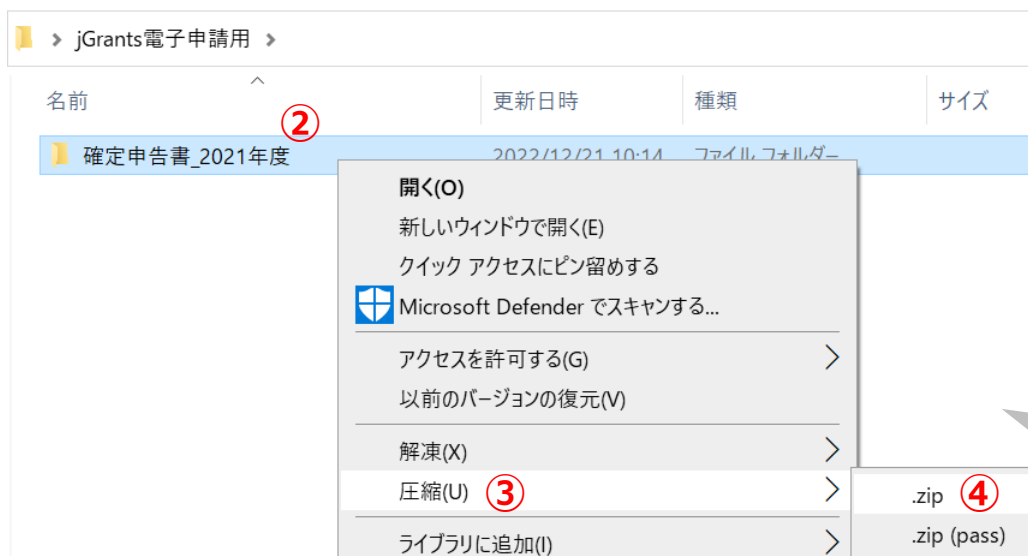 jGrants電子申請用
名前 更新日時 種類 サイズ
②
確定申告書_2021年度 2022/12/21 10:14 ファイル フォルダー
開く(O)
新しいウィンドウで開く(E)
クイック アクセスにピン留めする
Microsoft Defender でスキャンする...
アクセスを許可する(G)
以前のバージョンの復元(V)
解凍(X)
圧縮(U) ③
.zip ④
.zip (pass)
ライブラリに追加(I)